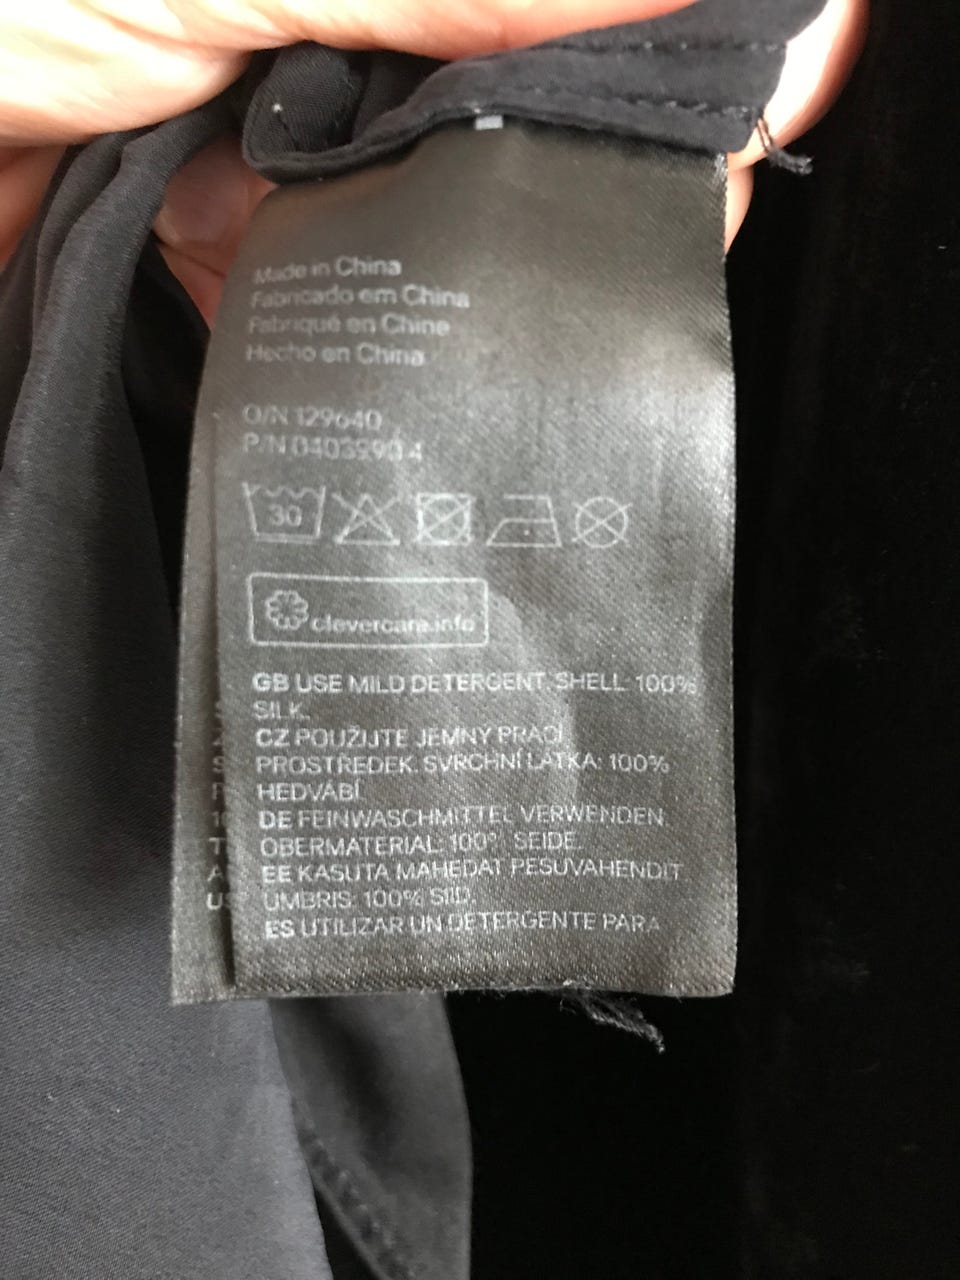 Made in China
Fabricado em China
Fabriqué en Chine
Hecho en China
O/N 129640
P/N
30
clevercare.info
GB USE MILD DETERGENT. SHELL: 100%
SILK.
CZ POUŽIJTE JEMNÝ PRACÍ
PROSTŘEDEK. SVRCHNÍ LÁTKA: 100%
HEDVÁBÍ
DE FEINWASCHMITTEL VERWENDEN.
OBERMATERIAL: 100% SEIDE.
EE KASUTA MAHEDAT PESUVAHENDIT
UMBRIS: 100% SIID.
ES UTILIZAR UN DETERGENTE PARA